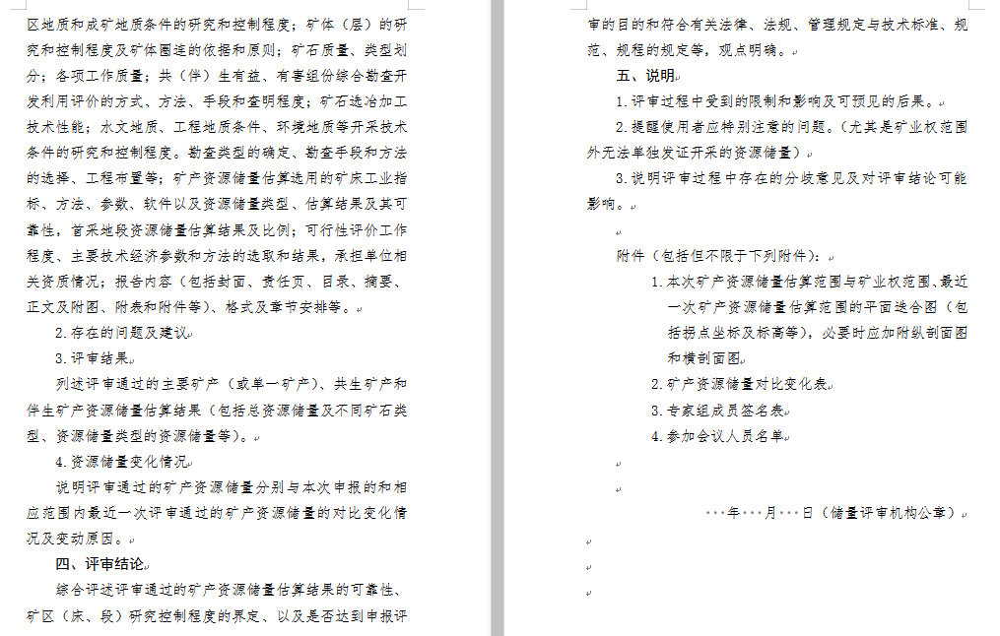 区地质和成矿地质条件的研究和控制程度；矿体（层）的研
究和控制程度及矿体圈连的依据和原则；矿石质量、类型划
分；各项工作质量；共（伴）生有益、有害组份综合勘查开
发利用评价的方式、方法、手段和查明程度；矿石选冶加工
技术性能；水文地质、工程地质条件、环境地质等开采技术
条件的研究和控制程度。勘查类型的确定、勘查手段和方法
的选择、工程布置等；矿产资源储量估算选用的矿床工业指
标、方法、参数、软件以及资源储量类型、估算结果及其可
靠性，首采地段资源储量估算结果及比例；可行性评价工作
程度、主要技术经济参数和方法的选取和结果，承担单位相
关资质情况；报告内容（包括封面、责任页、目录、摘要、
正文及附图、附表和附件等）、格式及章节安排等。
2.存在的问题及建议
3.评审结果
列述评审通过的主要矿产（或单一矿产）、共生矿产和
伴生矿产资源储量估算结果（包括总资源储量及不同矿石类
型、资源储量类型的资源储量等）。
4.资源储量变化情况
说明评审通过的矿产资源储量分别与本次申报的和相
应范围内最近一次评审通过的矿产资源储量的对比变化情
况及变动原因。
四、评审结论
综合评述评审通过的矿产资源储量估算结果的可靠性、
矿区（床、段）研究控制程度的界定、以及是否达到申报评
审的目的和符合有关法律、法规、管理规定与技术标准、规
范、规程的规定等，观点明确。
五、说明
1.评审过程中受到的限制和影响及可预见的后果。
2.提醒使用者应特别注意的问题。（尤其是矿业权范围
外无法单独发证开采的资源储量）
3.说明评审过程中存在的分歧意见及对评审结论可能
影响。
附件（包括但不限于下列附件）：
1.本次矿产资源储量估算范围与矿业权范围、最近
一次矿产资源储量估算范围的平面迭合图（包
括拐点坐标及标高等），必要时应加附纵剖面图
和横剖面图
2.矿产资源储量对比变化表
3.专家组成员签名表
4.参加会议人员名单
···年···月···日（储量评审机构公章）